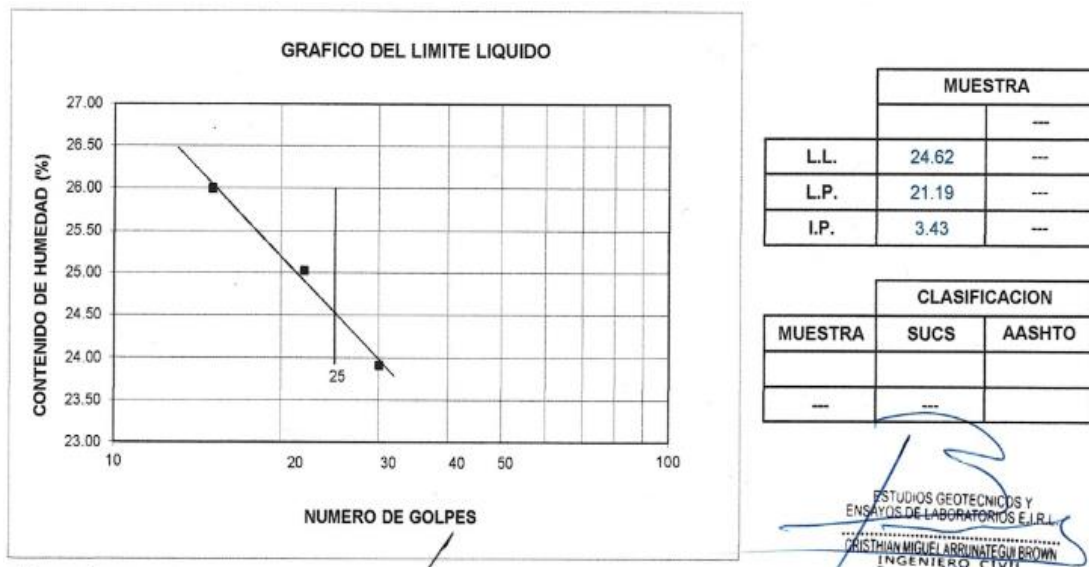 GRAFICO DEL LIMITE LIQUIDO
CONTENIDO DE HUMEDAD (%)
27.00
26.50
26.00
25.50
25.00
24.50
24.00
23.50
23.00
25
10 20 30 40 50 100
NUMERO DE GOLPES
MUESTRA
---
L.L. 24.62 ---
L.P. 21.19 ---
I.P. 3.43 ---
CLASIFICACION
MUESTRA SUCS AASHTO
--- ---
ESTUDIOS GEOTECNICOS Y
ENSAYOS DE LABORATORIOS E.I.R.L.
CRISTHIAN MIGUEL ARRUNATEGUI BROWN
INGENIERO CIVIL